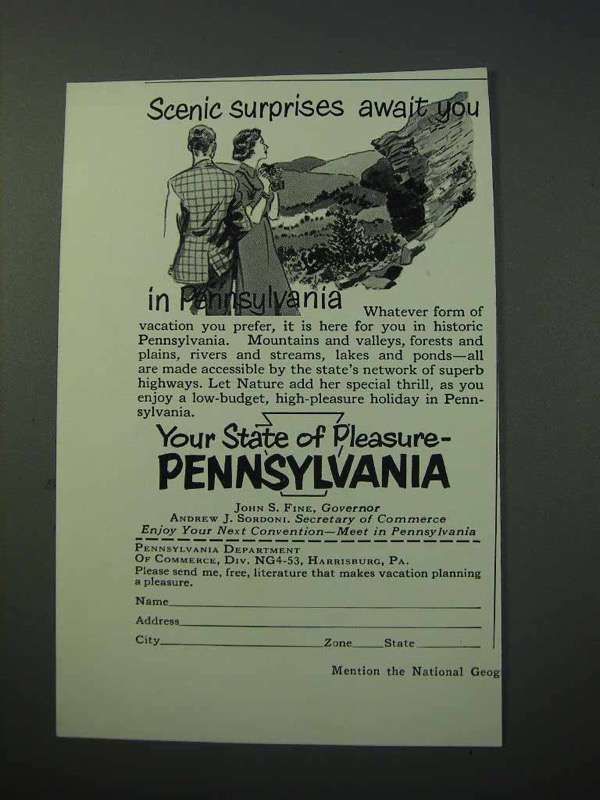 Scenic surprises await you
in Pennsylvania
Whatever form of
vacation you prefer, it is here for you in historic
Pennsylvania. Mountains and valleys, forests and
plains, rivers and streams, lakes and ponds—all
are made accessible by the state's network of superb
highways. Let Nature add her special thrill, as you
enjoy a low-budget, high-pleasure holiday in Penn-
sylvania.
Your State of Pleasure-
PENNSYLVANIA
JOHN S. FINE, Governor
ANDREW J. SORDONI, Secretary of Commerce
Enjoy Your Next Convention—Meet in Pennsylvania
PENNSYLVANIA DEPARTMENT
OF COMMERCE, DIV. NG4-53, HARRISBURG, PA.
Please send me, free, literature that makes vacation planning
a pleasure.
Name
Address
City Zone State
Mention the National Geog